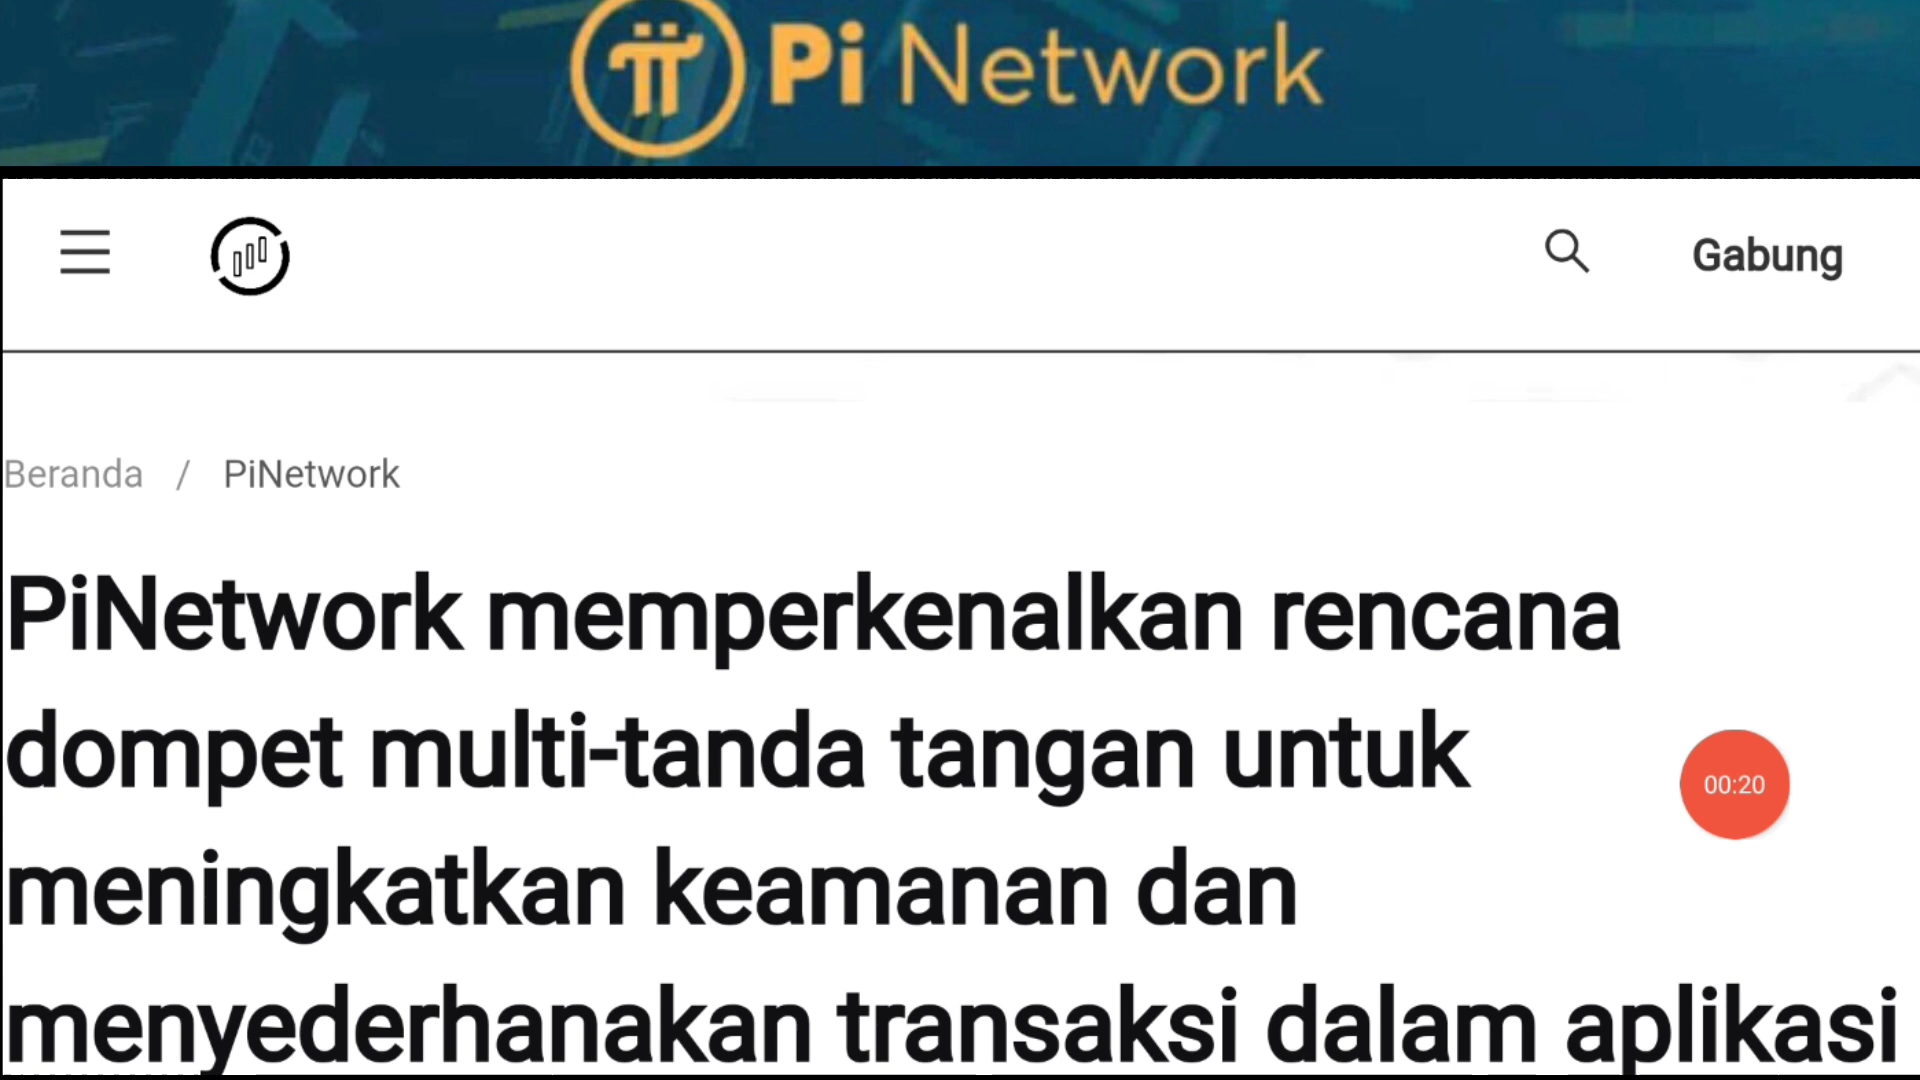 Pi Network
Gabung
Beranda / PiNetwork
PiNetwork memperkenalkan rencana
dompet multi-tanda tangan untuk
00:20
meningkatkan keamanan dan
menyederhanakan transaksi dalam aplikasi